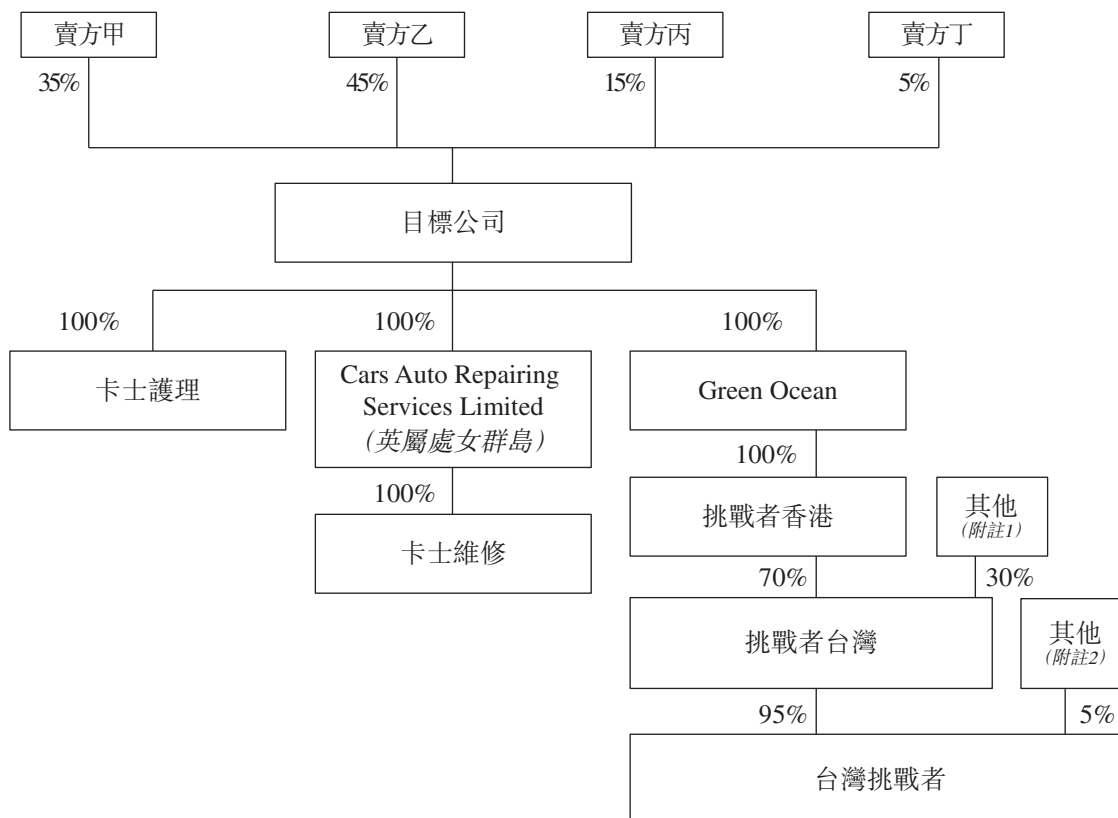 賣方甲
賣方乙
賣方丙
賣方丁
35%
45%
15%
5%
目標公司
100%
100%
100%
卡士護理
Cars Auto Repairing
Services Limited
（英屬處女群島）
Green Ocean
100%
100%
卡士維修
挑戰者香港
其他
(附註1)
70%
30%
挑戰者台灣
其他
(附註2)
95%
5%
台灣挑戰者